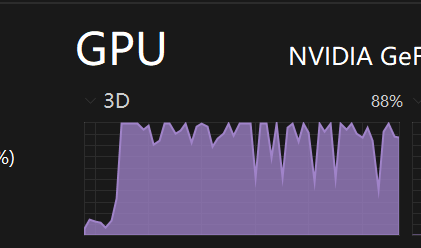 GPU
NVIDIA GeF
3D
88%
%)